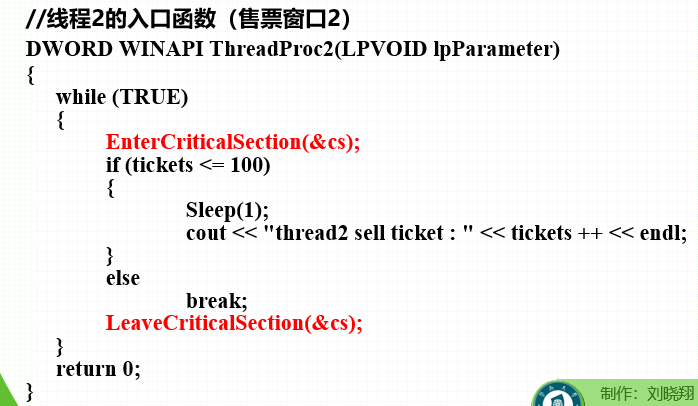 //线程2的入口函数（售票窗口2）
DWORD WINAPI ThreadProc2(LPVOID lpParameter)
{
while (TRUE)
{
EnterCriticalSection(&cs);
if (tickets <= 100)
{
Sleep(1);
cout << "thread2 sell ticket : " << tickets ++ << endl;
}
else
break;
LeaveCriticalSection(&cs);
}
return 0;
}
制作：刘晓翔